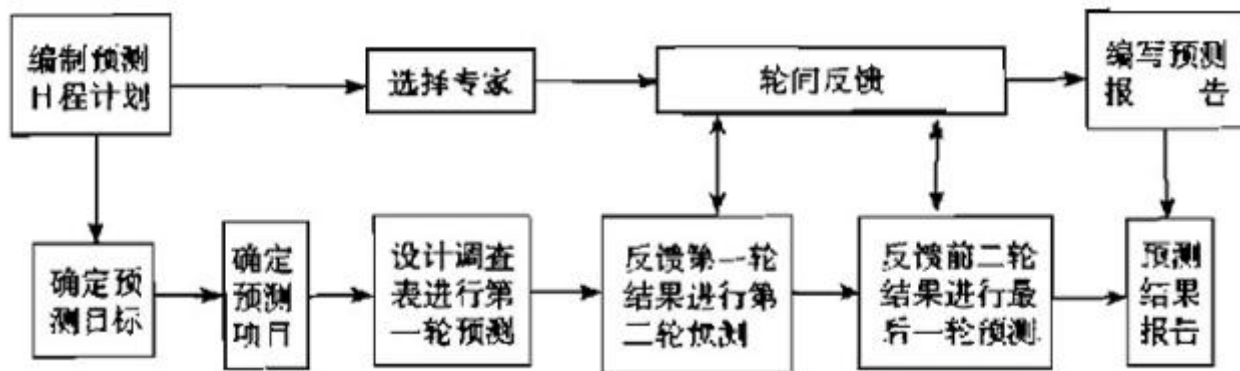 编制预测
日程计划
选择专家
轮间反馈
编写预测
报 告
确定预
测目标
确定
预测
项目
设计调查
表进行第
一轮预测
反馈第一轮
结果进行第
二轮预测
反馈前二轮
结果进行最
后一轮预测
预测
结果
报告